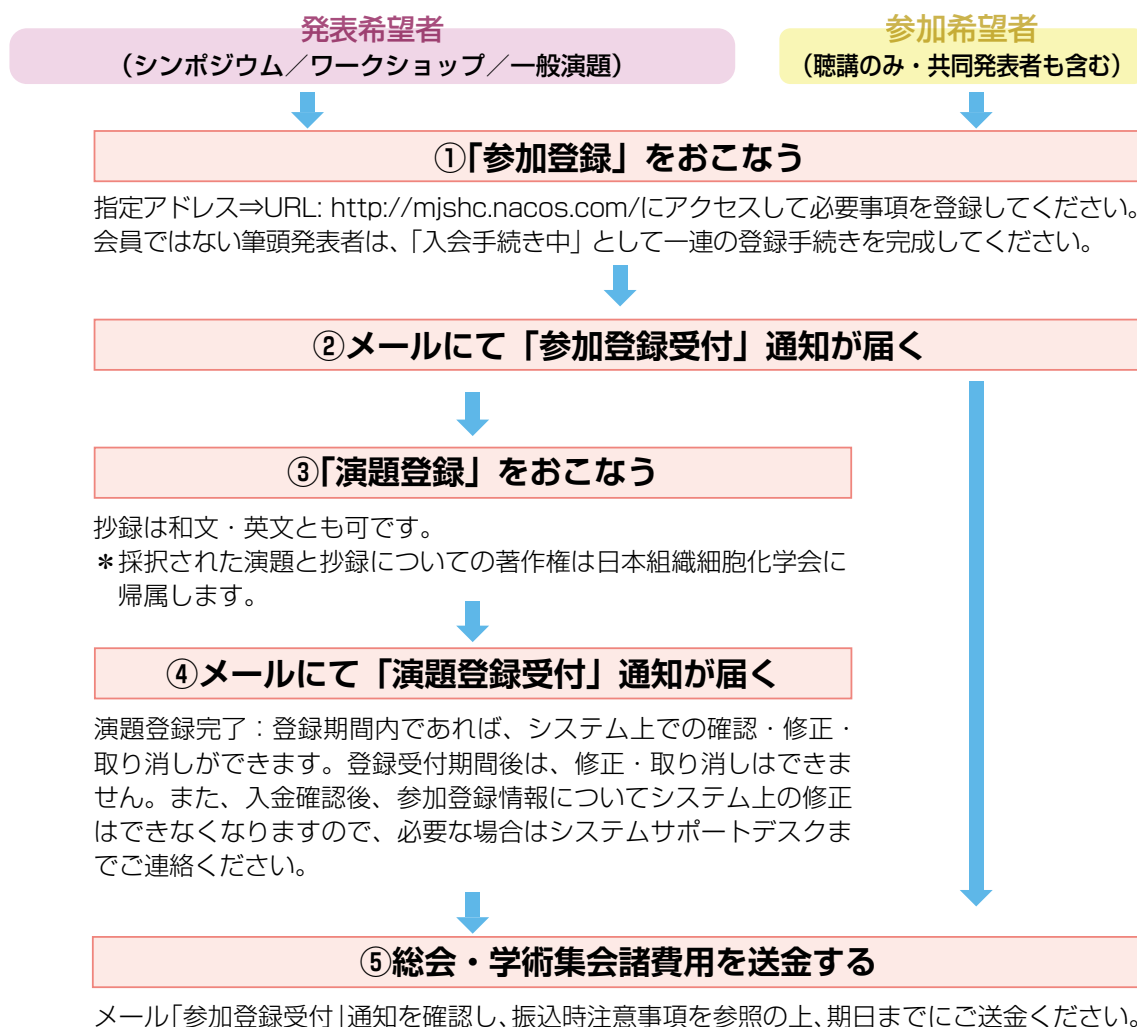 発表希望者
（シンポジウム／ワークショップ／一般演題）
参加希望者
（聴講のみ・共同発表者も含む）
①「参加登録」をおこなう
指定アドレス⇒URL: http://mjshc.nacos.com/にアクセスして必要事項を登録してください。
会員ではない筆頭発表者は、「入会手続き中」として一連の登録手続きを完成してください。
②メールにて「参加登録受付」通知が届く
③「演題登録」をおこなう
抄録は和文・英文とも可です。
＊採択された演題と抄録についての著作権は日本組織細胞化学会に
帰属します。
④メールにて「演題登録受付」通知が届く
演題登録完了：登録期間内であれば、システム上での確認・修正・
取り消しができます。登録受付期間後は、修正・取り消しはできま
せん。また、入金確認後、参加登録情報についてシステム上の修正
はできなくなりますので、必要な場合はシステムサポートデスクま
でご連絡ください。
⑤総会・学術集会諸費用を送金する
メール「参加登録受付」通知を確認し、振込時注意事項を参照の上、期日までにご送金ください。